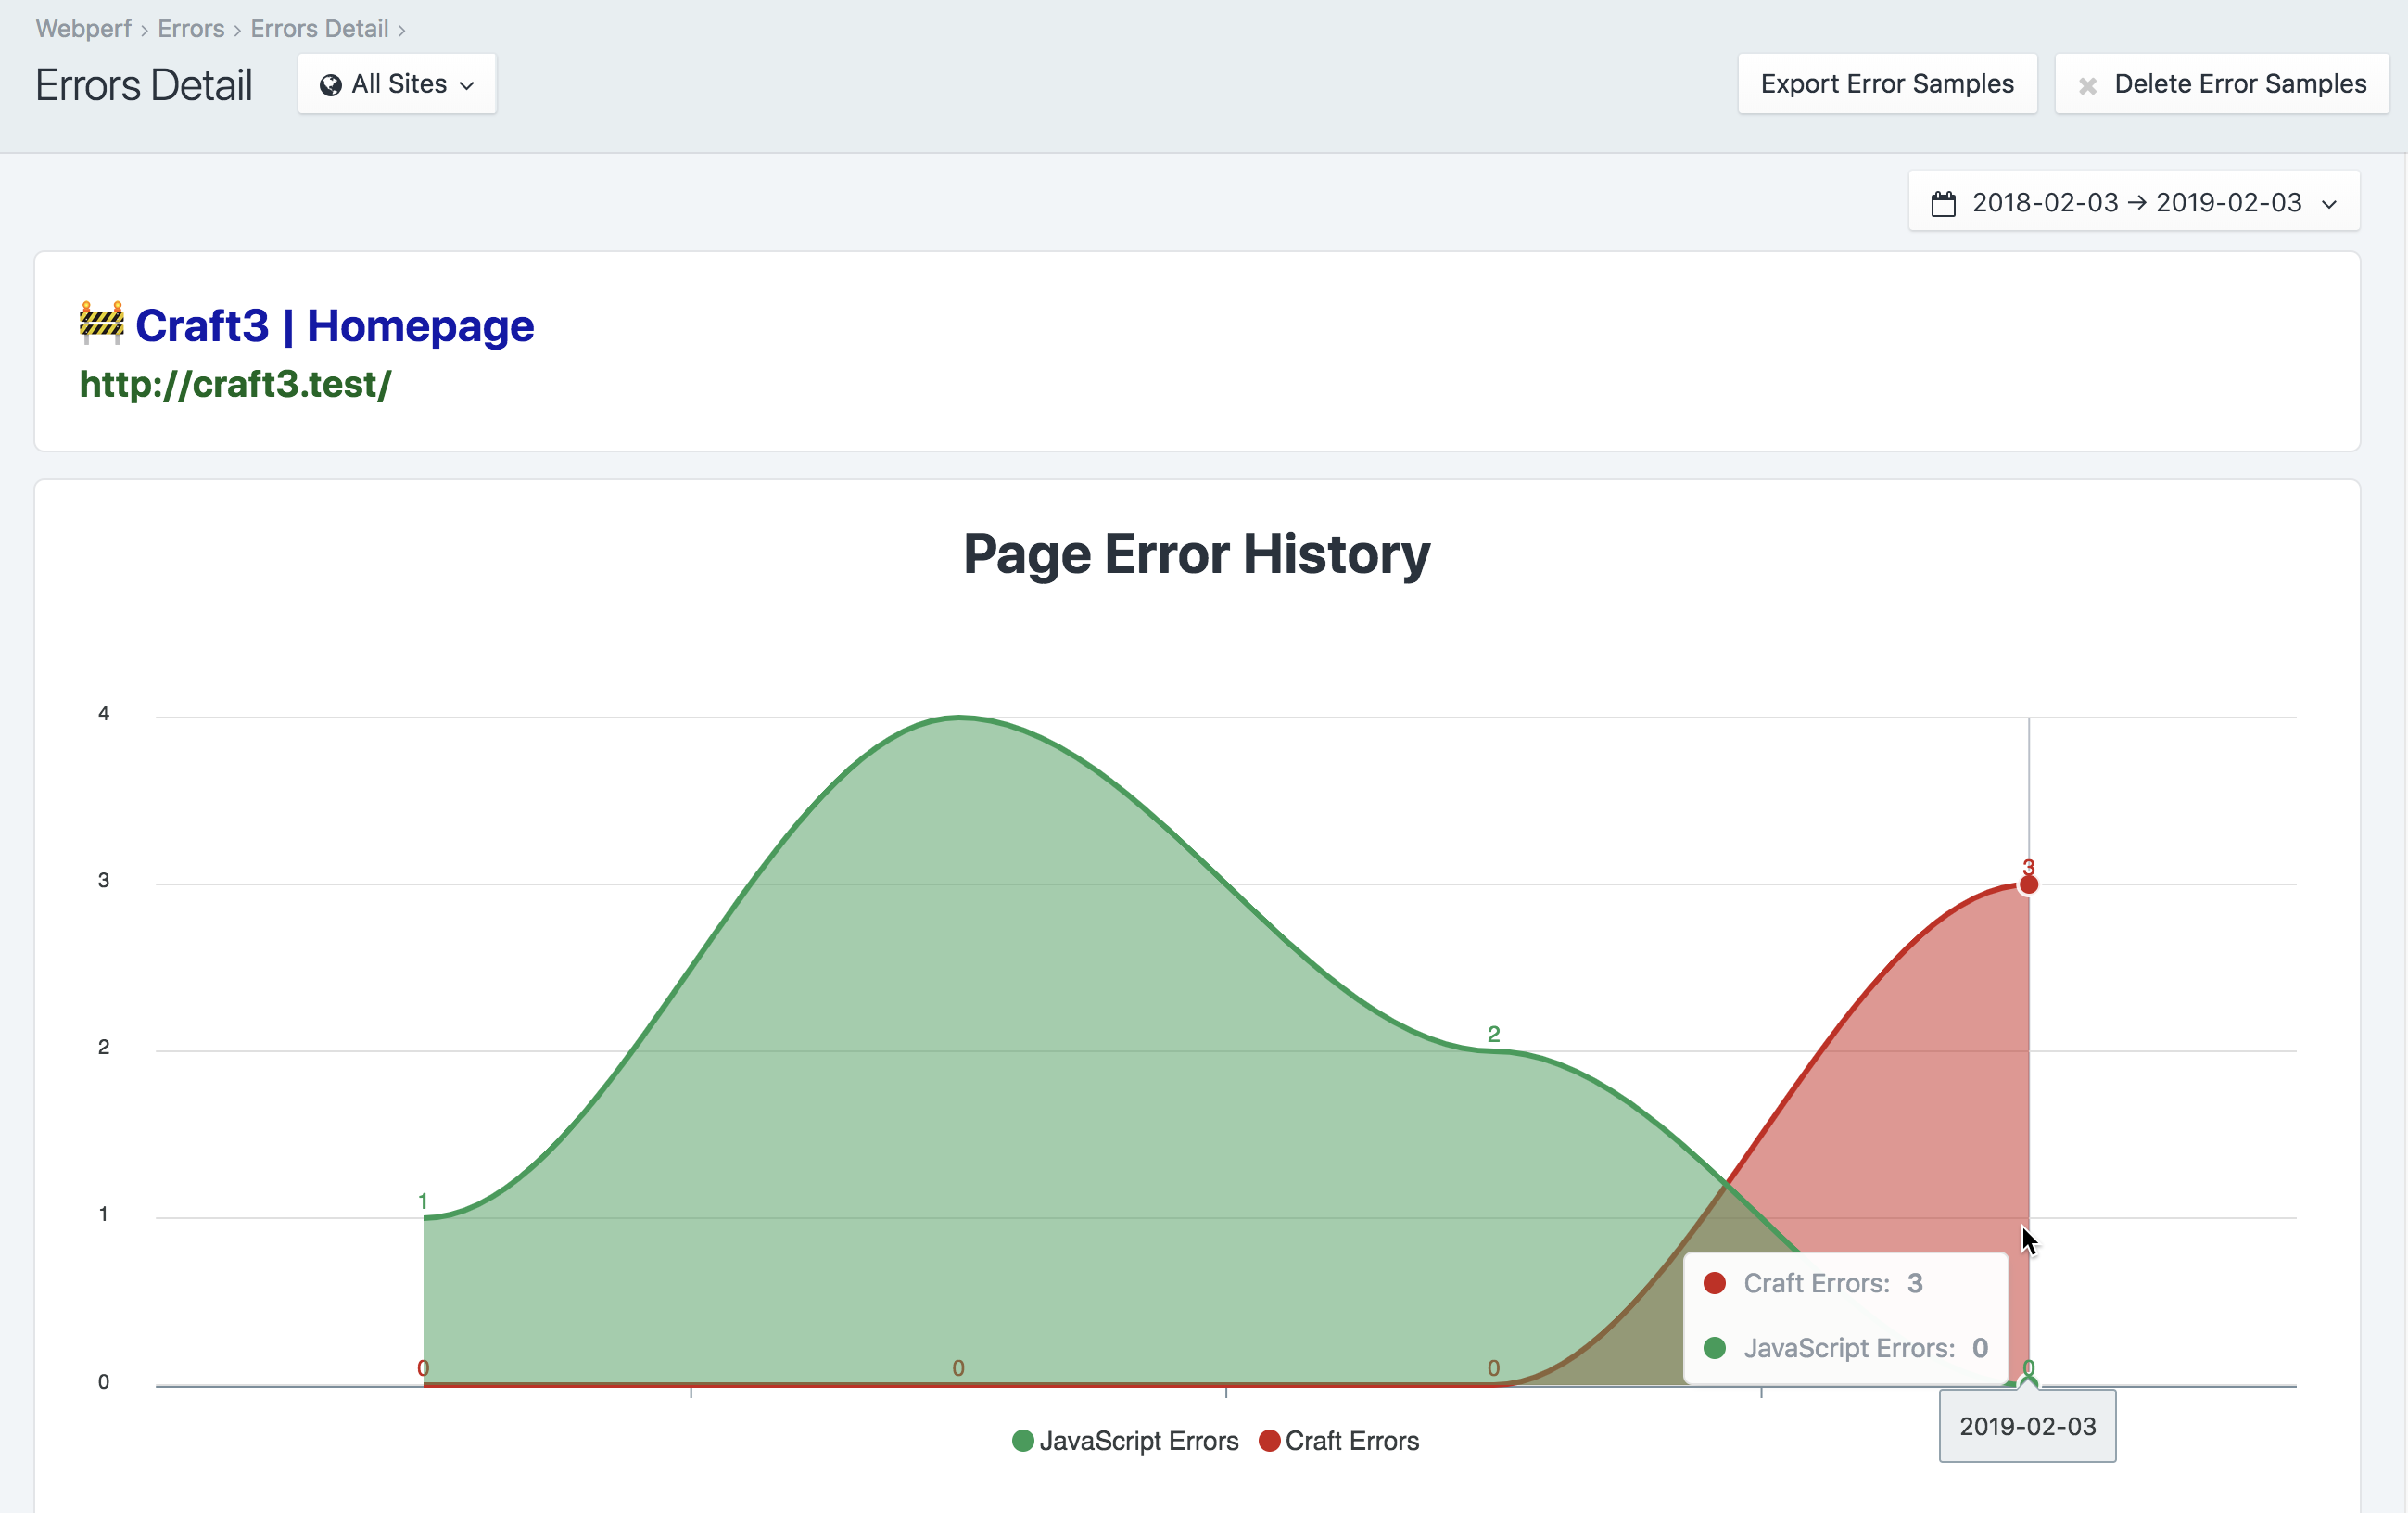 Webperf › Errors › Errors Detail ›
Errors Detail
All Sites
Export Error Samples
Delete Error Samples
2018-02-03 → 2019-02-03
Craft3 | Homepage
http://craft3.test/
Page Error History
4
3
2
1
0
1
2
3
0
0
0
0
Craft Errors: 3
JavaScript Errors: 0
2019-02-03
JavaScript Errors
Craft Errors